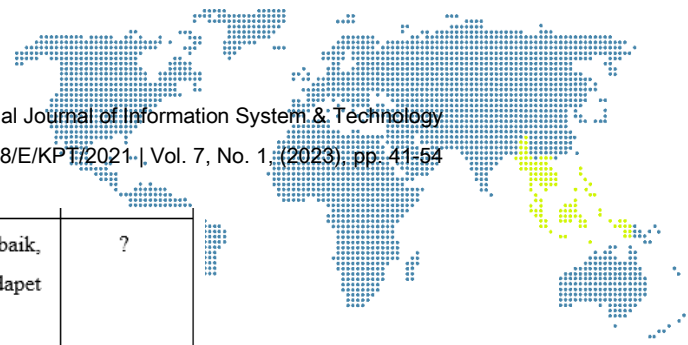 al Journal of Information System & Technology
8/E/KPT/2021 | Vol. 7, No. 1, (2023), pp. 41-54
baik, ?
dapet